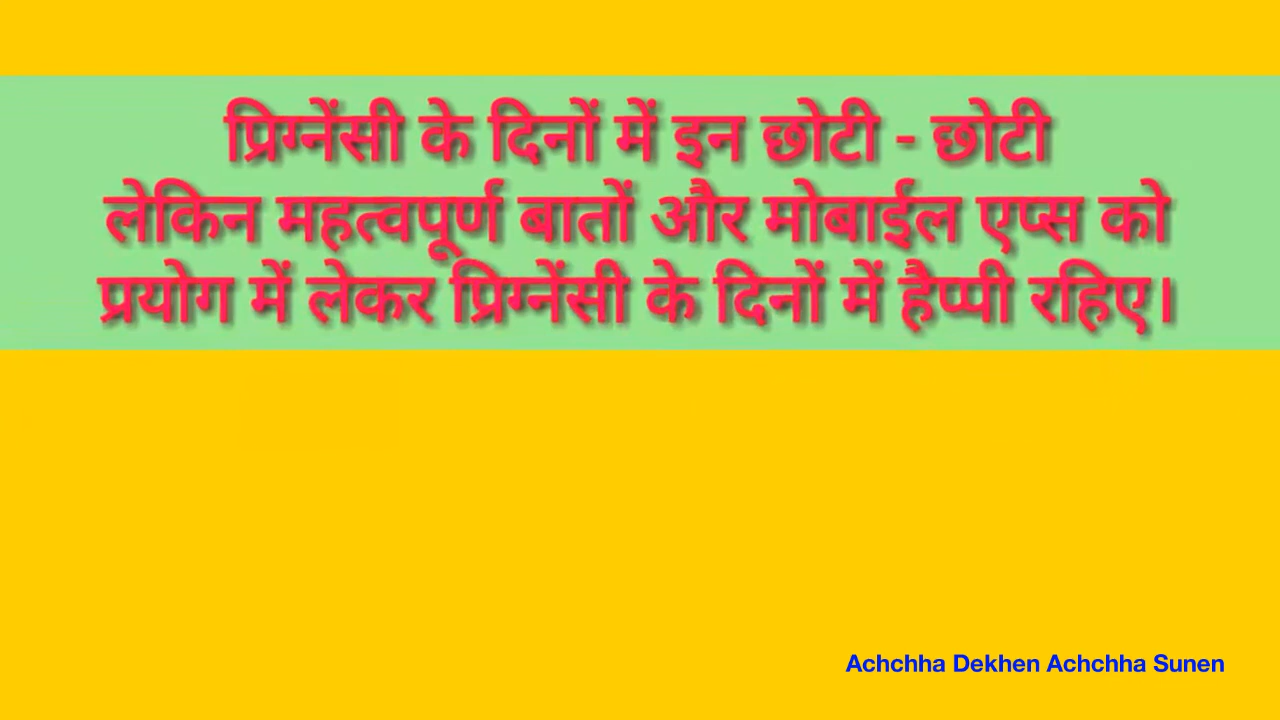 प्रिग्नेंसी के दिनों में इन छोटी - छोटी
लेकिन महत्वपूर्ण बातों और मोबाईल एप्स को
प्रयोग में लेकर प्रिग्नेंसी के दिनों में हैप्पी रहिए।
Achchha Dekhen Achchha Sunen